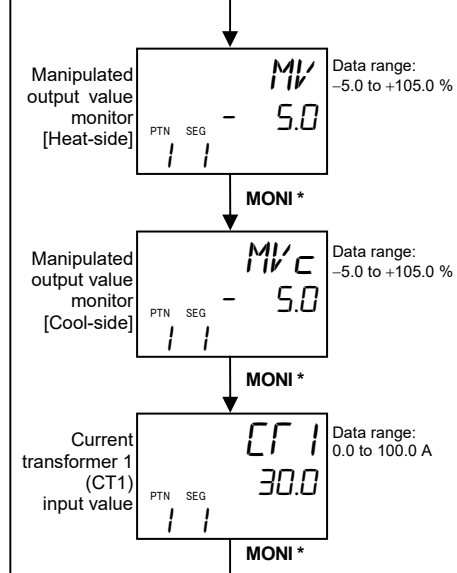 Manipulated
output value
monitor
[Heat-side]
MV
- 5.0
PTN SEG
1 1
Data range:
–5.0 to +105.0 %
MONI *
Manipulated
output value
monitor
[Cool-side]
MVc
- 5.0
PTN SEG
1 1
Data range:
–5.0 to +105.0 %
MONI *
Current
transformer 1
(CT1)
input value
CT1
30.0
PTN SEG
1 1
Data range:
0.0 to 100.0 A
MONI *